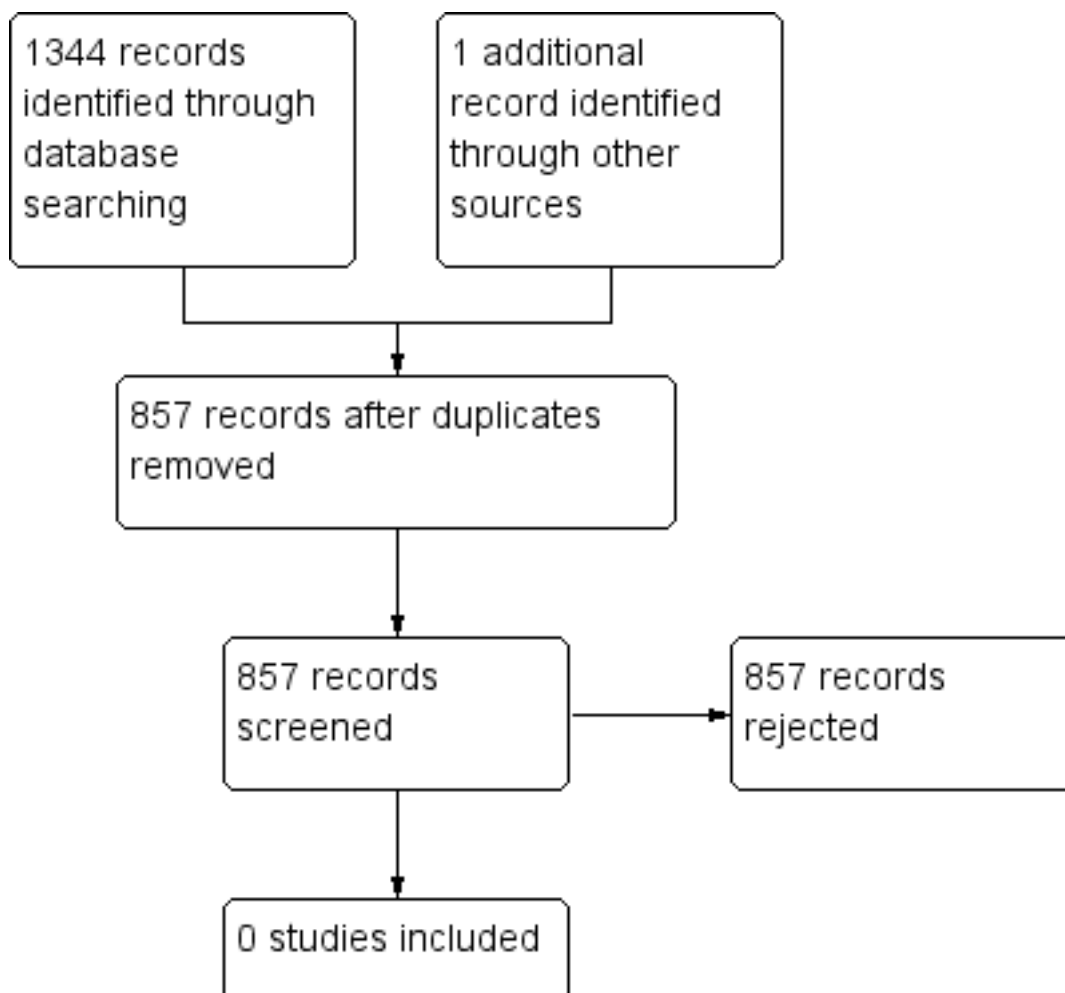 1344 records
identified through
database
searching
1 additional
record identified
through other
sources
857 records after duplicates
removed
857 records
screened
857 records
rejected
0 studies included